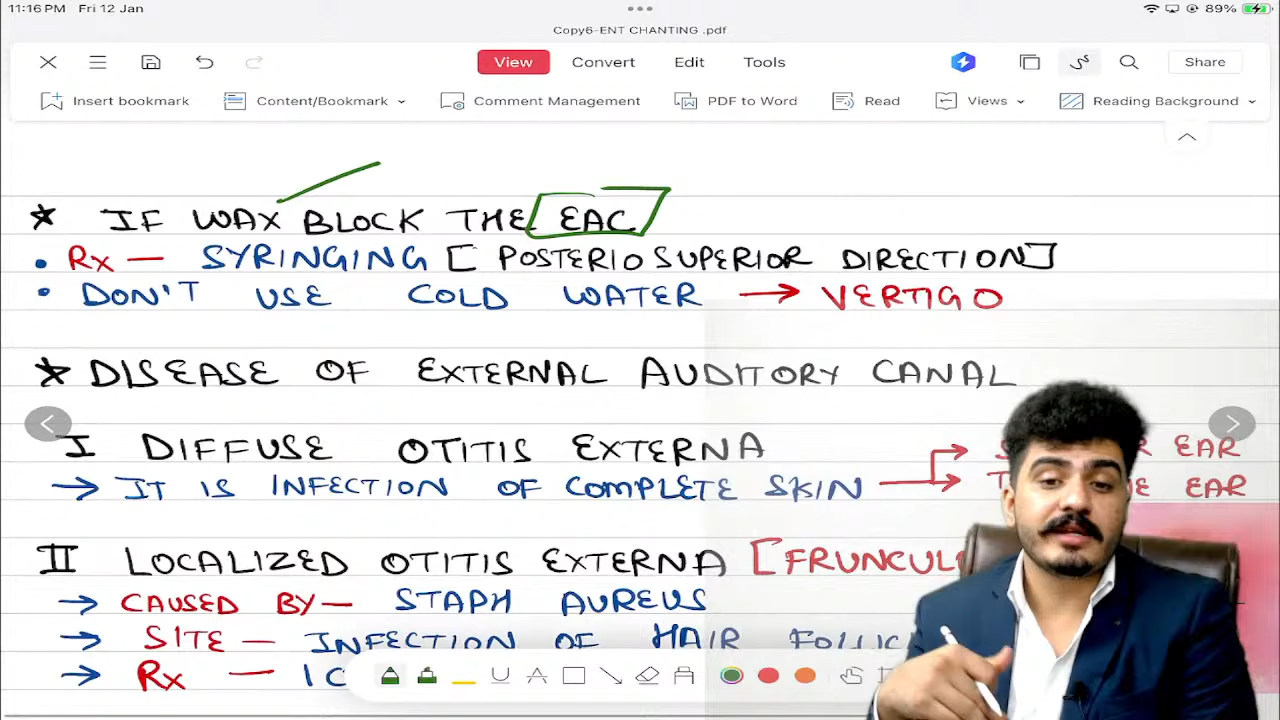 11:16 PM Fri 12 Jan 89%
Copy6-ENT CHANTING .pdf
View Convert Edit Tools Share
Insert bookmark Content/Bookmark Comment Management PDF to Word Read Views Reading Background
* IF WAX BLOCK THE EAC
• Rx — SYRINGING [POSTERIOSUPERIOR DIRECTION]
• DON'T USE COLD WATER → VERTIGO
* DISEASE OF EXTERNAL AUDITORY CANAL
I DIFFUSE OTITIS EXTERNA
→ IT IS INFECTION OF COMPLETE SKIN → EAR
→ EAR
II LOCALIZED OTITIS EXTERNA
→ CAUSED BY — STAPH AUREUS
→ SITE — INFECTION OF HAIR
→ Rx —